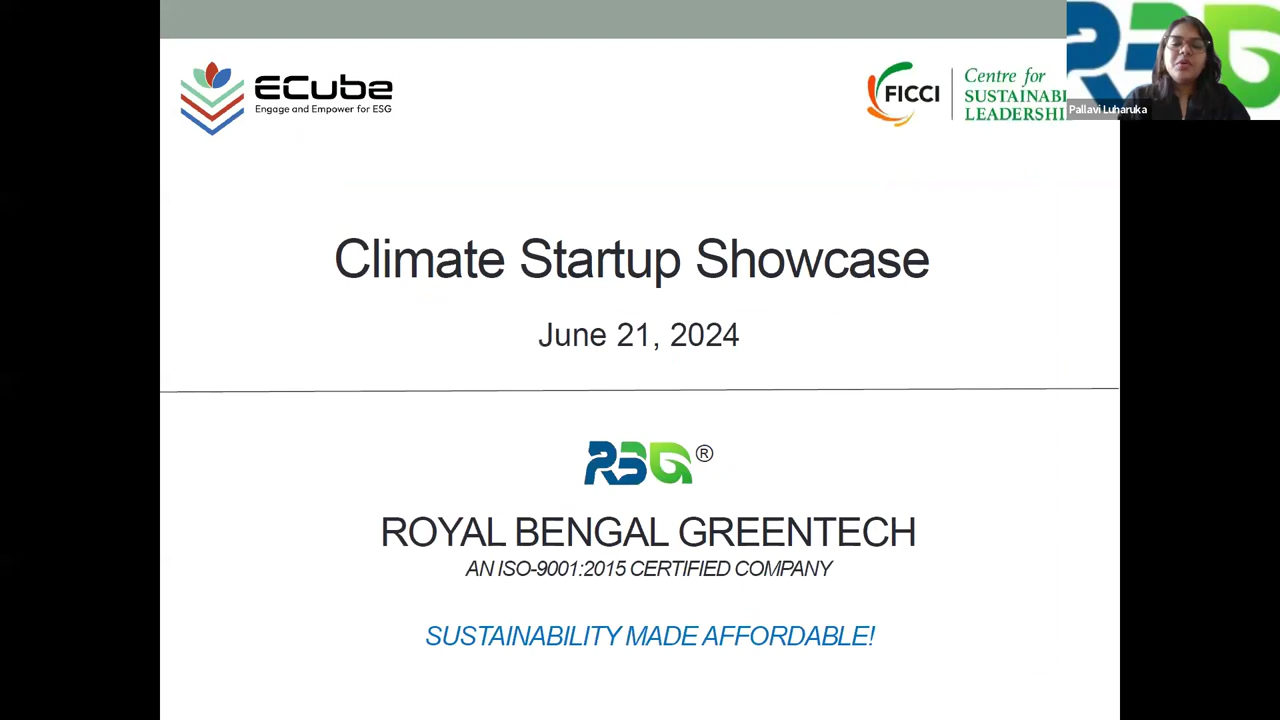 ECube
Engage and Empower for ESG
FICCI
Centre for
SUSTAINABI
LEADERSHI
RBG
Pallavi Luharuka
Climate Startup Showcase
June 21, 2024
RBG®
ROYAL BENGAL GREENTECH
AN ISO-9001:2015 CERTIFIED COMPANY
SUSTAINABILITY MADE AFFORDABLE!